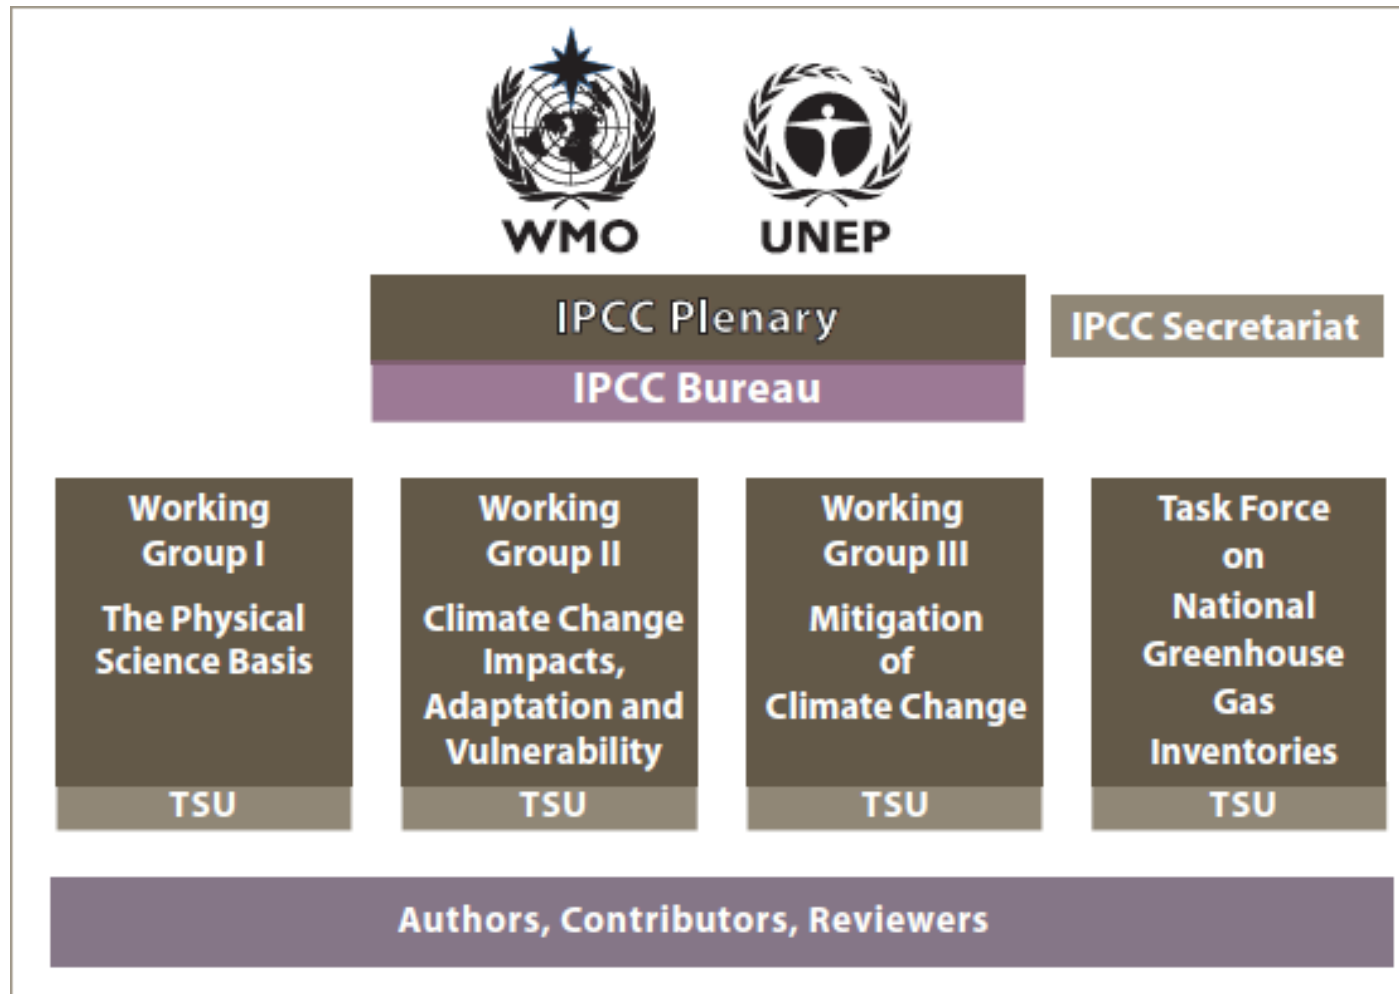 WMO
UNEP
IPCC Plenary
IPCC Secretariat
IPCC Bureau
Working
Group I
The Physical
Science Basis
TSU
Working
Group II
Climate Change
Impacts,
Adaptation and
Vulnerability
TSU
Working
Group III
Mitigation
of
Climate Change
TSU
Task Force
on
National
Greenhouse
Gas
Inventories
TSU
Authors, Contributors, Reviewers